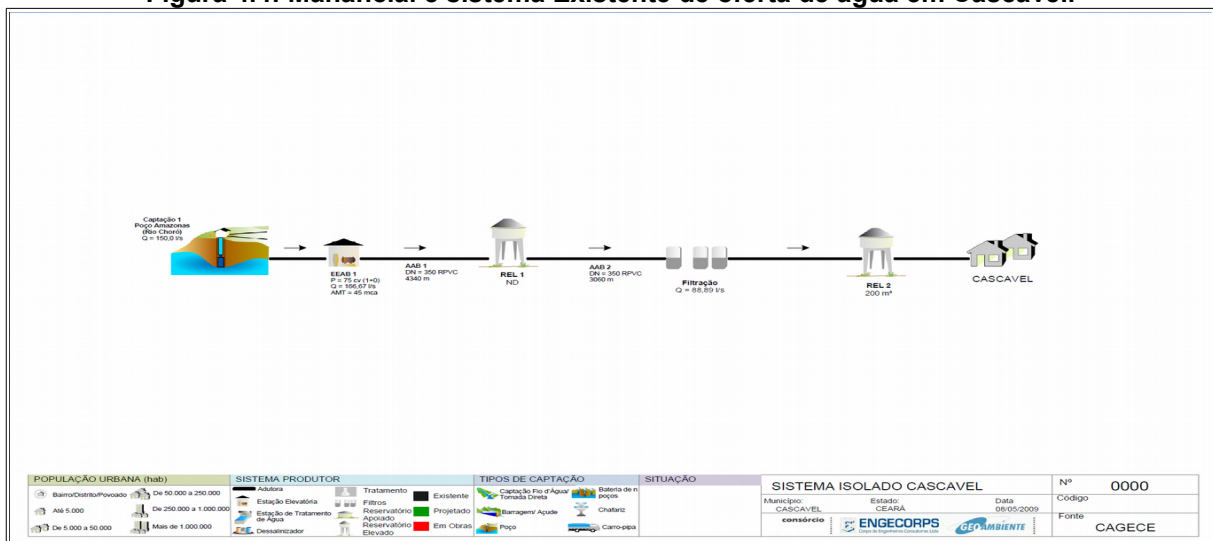 Figura 4.1: Manancial e Sistema Existente de oferta de água em Cascavel.
Captação 1
Poço Amazonas
(Rio Choró)
Q = 150,0 l/s
EEAB 1
P = 75 cv (1+0)
Q = 166,67 l/s
AMT = 45 mca
AAB 1
DN = 350 RPVC
4340 m
REL 1
ND
AAB 2
DN = 350 RPVC
3060 m
Filtração
Q = 88,89 l/s
REL 2
200 m³
CASCAVEL
POPULAÇÃO URBANA (hab)
Bairro/Distrito/Povoado
De 50.000 a 250.000
Até 5.000
De 250.000 a 1.000.000
De 5.000 a 50.000
Mais de 1.000.000
SISTEMA PRODUTOR
Adutora
Estação Elevatória
Estação de Tratamento
de Água
Dessalinizador
Tratamento
Filtros
Reservatório
Apoiado
Reservatório
Elevado
Existente
Projetado
Em Obras
TIPOS DE CAPTAÇÃO
Captação Fio d'Água/
Tomada Direta
Barragem/ Açude
Poço
Bateria de n
poços
Chafariz
Carro-pipa
SITUAÇÃO
SISTEMA ISOLADO CASCAVEL
Município:
CASCAVEL
Estado:
CEARÁ
Data
08/05/2009
consórcio
ENGECORPS
Corpo de Engenheiros Consultores Ltda
GEOAMBIENTE
Nº
0000
Código
Fonte
CAGECE